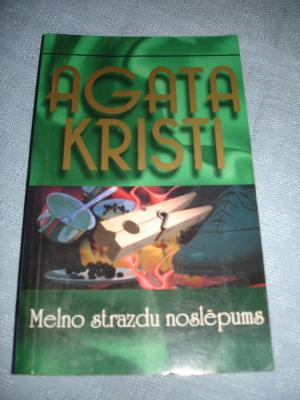 AGATA
KRISTI
Melno strazdu noslēpums